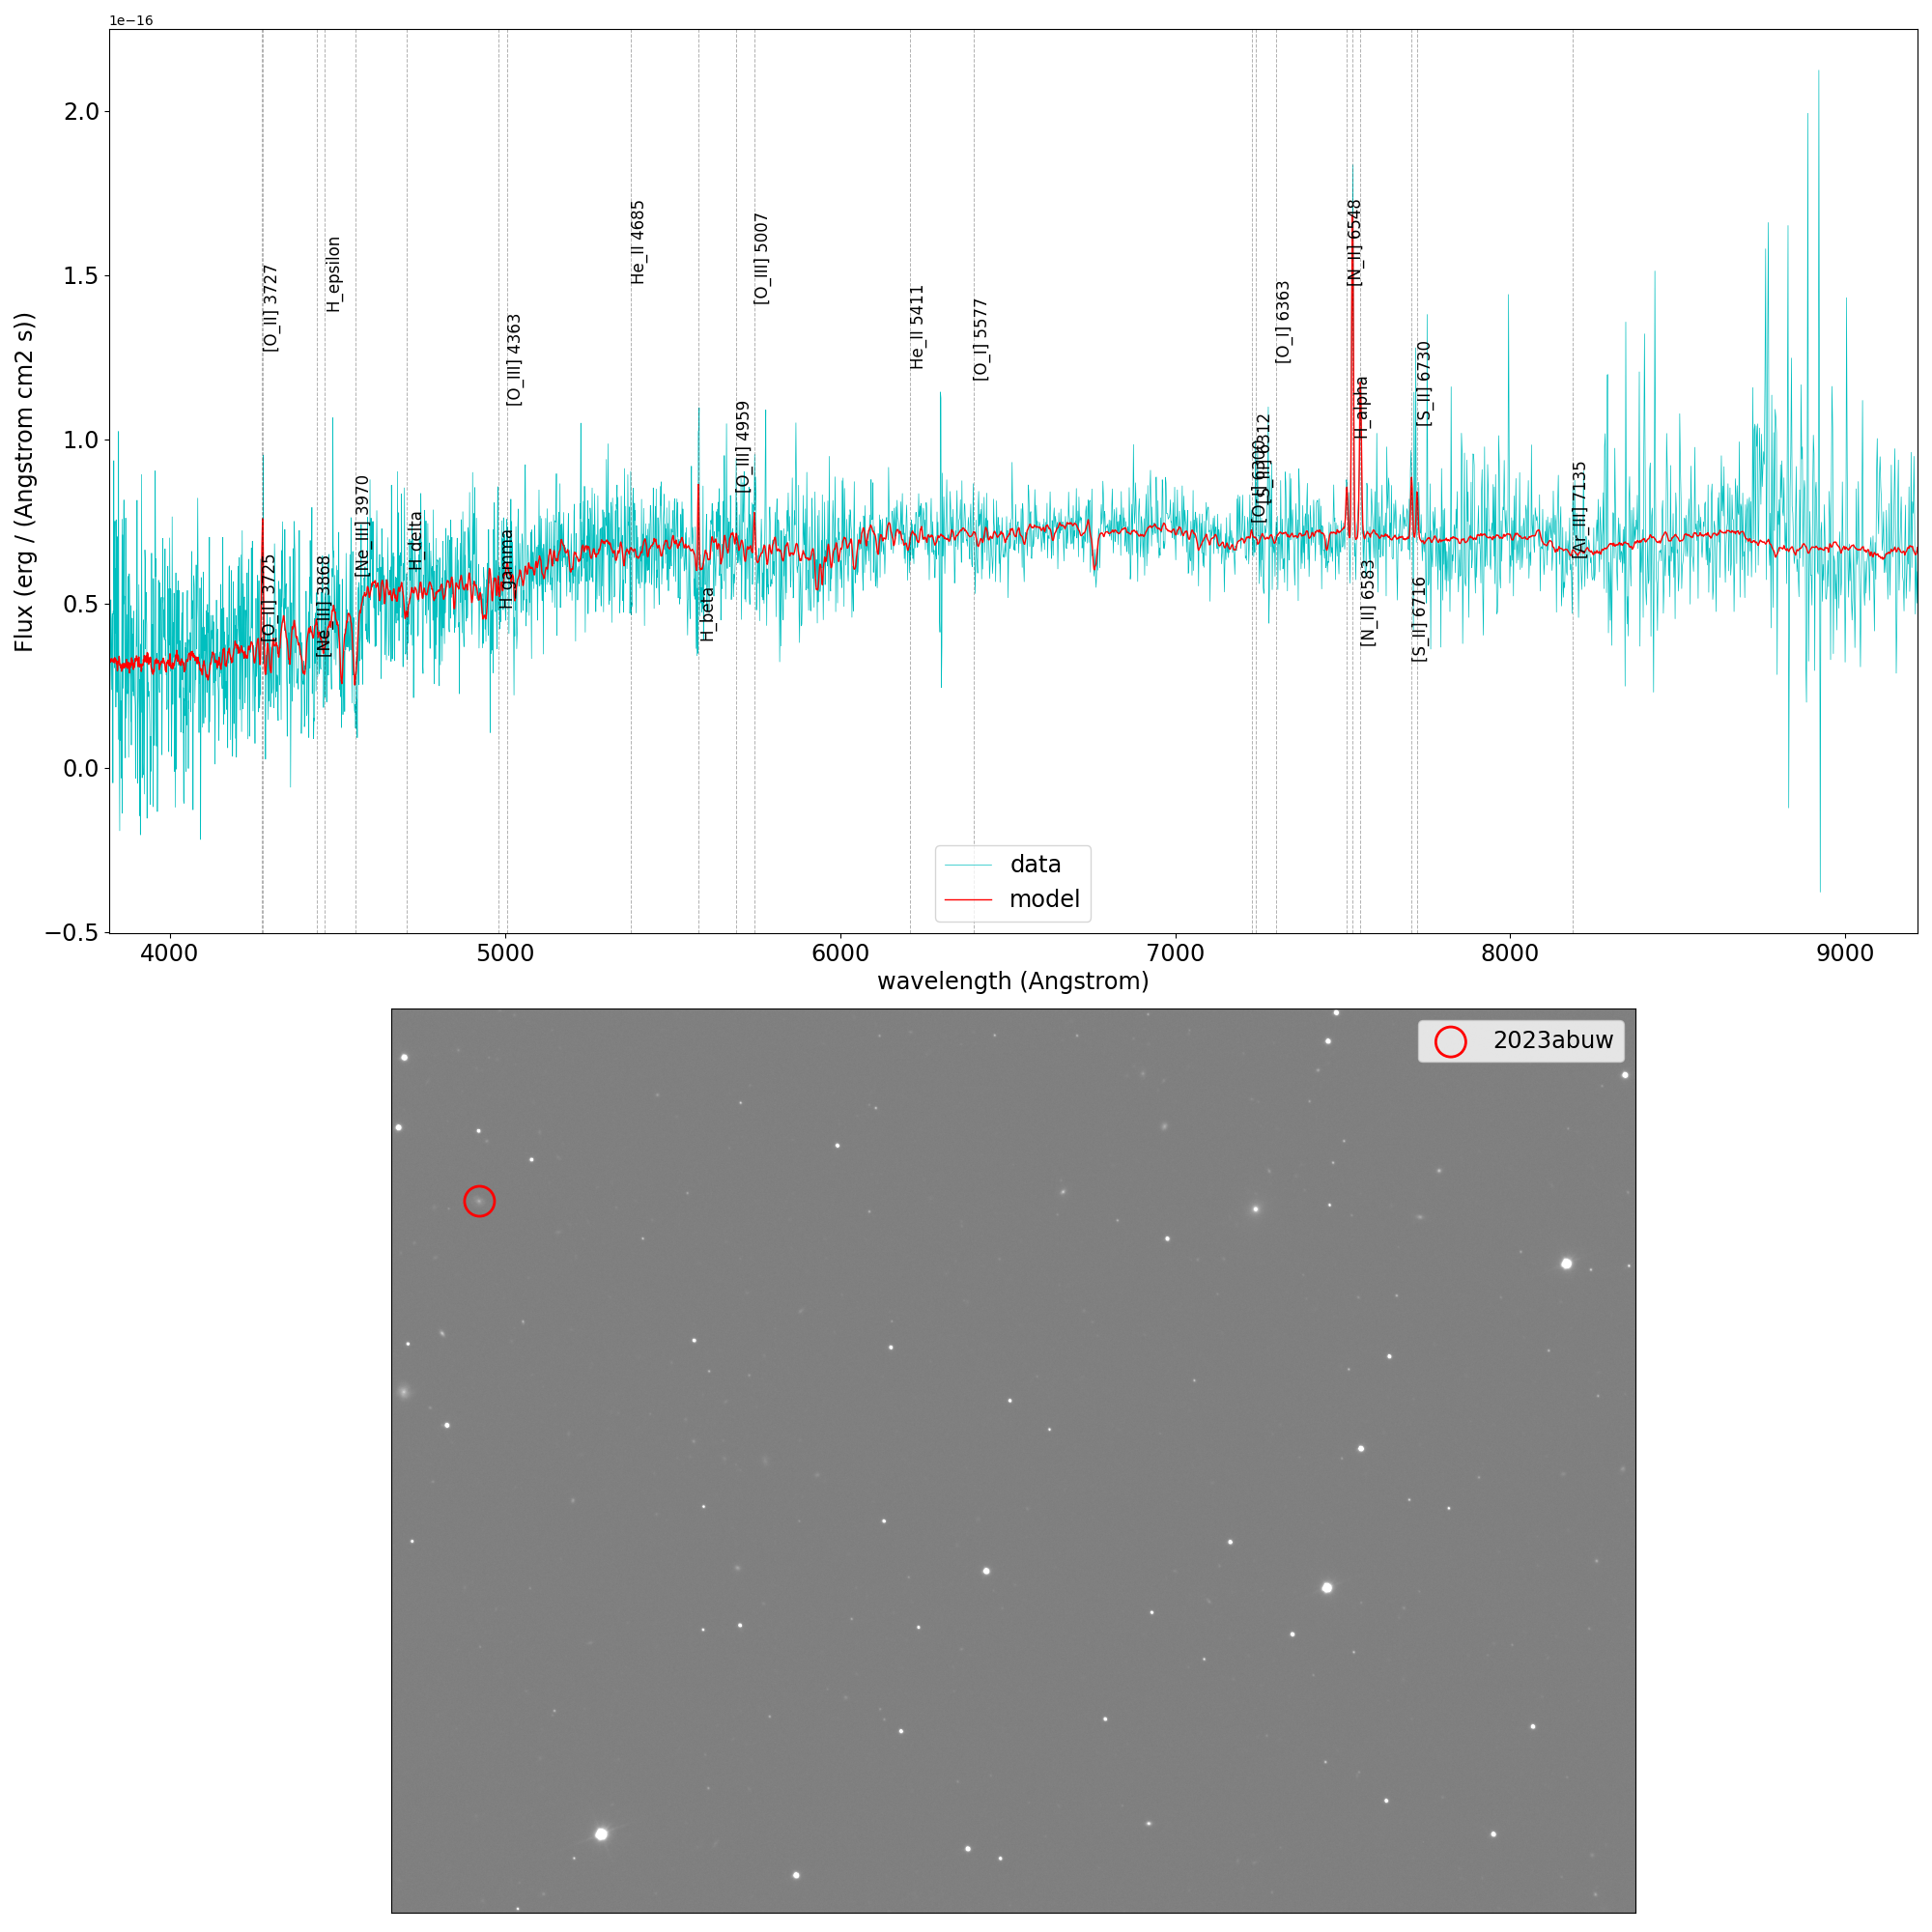 1e−16
Flux (erg / (Angstrom cm2 s))
2.0
1.5
1.0
0.5
0.0
−0.5
[O_II] 3725
[O_II] 3727
[Ne_III] 3868
H_epsilon
[Ne_III] 3970
H_delta
H_gamma
[O_III] 4363
He_II 4685
H_beta
[O_III] 4959
[O_III] 5007
He_II 5411
[O_I] 5577
[O_I] 6300
[S_III] 6312
[O_I] 6363
[N_II] 6548
H_alpha
[N_II] 6583
[S_II] 6716
[S_II] 6730
[Ar_III] 7135
data
model
4000 5000 6000 7000 8000 9000
wavelength (Angstrom)
2023abuw